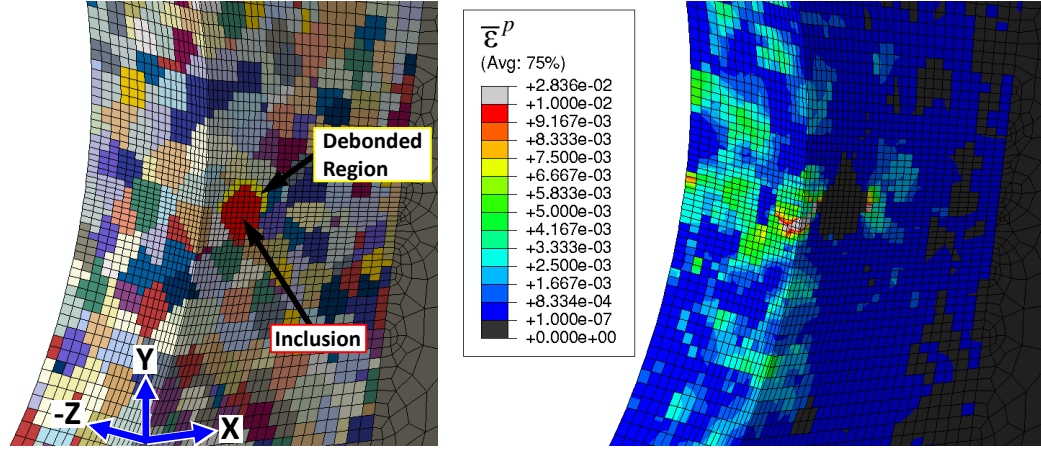 Debonded
Region
Inclusion
Y
-Z
X
ε̅ᵖ
(Avg: 75%)
+2.836e-02
+1.000e-02
+9.167e-03
+8.333e-03
+7.500e-03
+6.667e-03
+5.833e-03
+5.000e-03
+4.167e-03
+3.333e-03
+2.500e-03
+1.667e-03
+8.334e-04
+1.000e-07
+0.000e+00